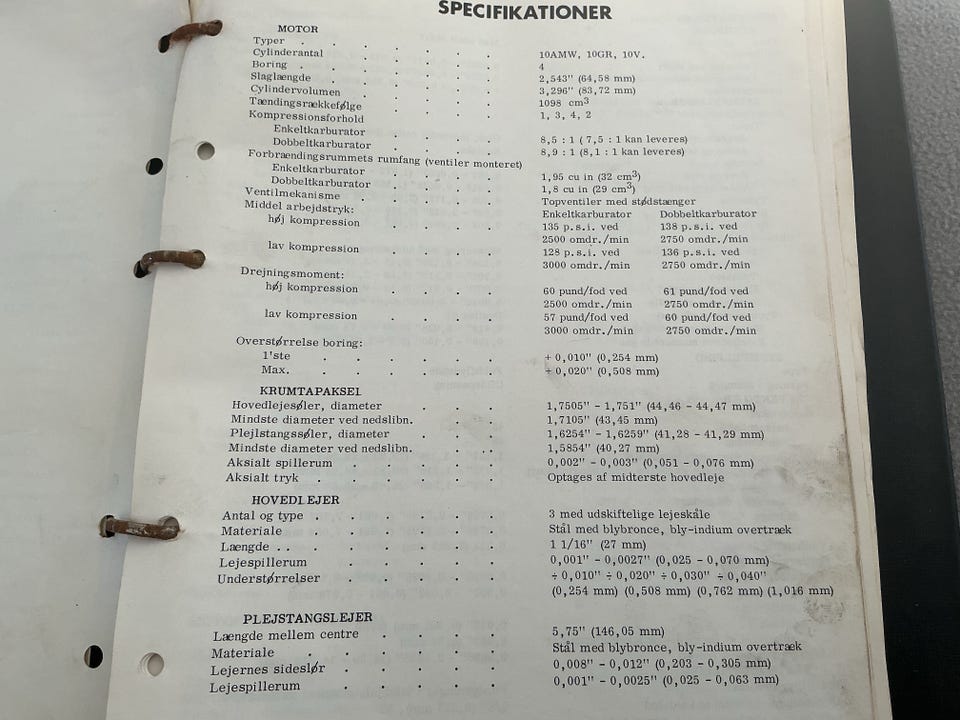 SPECIFIKATIONER
MOTOR
Typer . . . . . . 10AMW, 10GR, 10V.
Cylinderantal . . . . . 4
Boring . . . . . . 2,543" (64,58 mm)
Slaglængde . . . . . 3,296" (83,72 mm)
Cylindervolumen . . . . 1098 cm3
Tændingsrækkefølge . . . . 1, 3, 4, 2
Kompressionsforhold
Enkeltkarburator . . . . 8,5 : 1 ( 7,5 : 1 kan leveres)
Dobbeltkarburator . . . . 8,9 : 1 (8,1 : 1 kan leveres)
Forbrændingsrummets rumfang (ventiler monteret)
Enkeltkarburator . . . . 1,95 cu in (32 cm3)
Dobbeltkarburator . . . . 1,8 cu in (29 cm3)
Ventilmekanisme . . . . . Topventiler med stødstænger
Middel arbejdstryk: Enkeltkarburator Dobbeltkarburator
høj kompression . . . . 135 p.s.i. ved 138 p.s.i. ved
2500 omdr./min 2750 omdr./min
lav kompression . . . . 128 p.s.i. ved 136 p.s.i. ved
3000 omdr./min 2750 omdr./min
Drejningsmoment:
høj kompression . . . . 60 pund/fod ved 61 pund/fod ved
2500 omdr./min 2750 omdr./min
lav kompression . . . . 57 pund/fod ved 60 pund/fod ved
3000 omdr./min 2750 omdr./min
Overstørrelse boring:
1'ste . . . . . . + 0,010" (0,254 mm)
Max. . . . . . . + 0,020" (0,508 mm)
KRUMTAPAKSEL
Hovedlejesøler, diameter . . . 1,7505" - 1,751" (44,46 - 44,47 mm)
Mindste diameter ved nedslibn. . . 1,7105" (43,45 mm)
Plejlstangssøler, diameter . . . 1,6254" - 1,6259" (41,28 - 41,29 mm)
Mindste diameter ved nedslibn. . . . 1,5854" (40,27 mm)
Aksialt spillerum . . . . . 0,002" - 0,003" (0,051 - 0,076 mm)
Aksialt tryk . . . . . . Optages af midterste hovedleje
HOVEDLEJER
Antal og type . . . . . . 3 med udskiftelige lejeskåle
Materiale . . . . . . Stål med blybronce, bly-indium overtræk
Længde . . . . . . . 1 1/16" (27 mm)
Lejespillerum . . . . . 0,001" - 0,0027" (0,025 - 0,070 mm)
Understørrelser . . . . ÷ 0,010" ÷ 0,020" ÷ 0,030" ÷ 0,040"
(0,254 mm) (0,508 mm) (0,762 mm) (1,016 mm)
PLEJSTANGSLEJER
Længde mellem centre . . . . 5,75" (146,05 mm)
Materiale . . . . . . Stål med blybronce, bly-indium overtræk
Lejernes sideslør . . . . . 0,008" - 0,012" (0,203 - 0,305 mm)
Lejespillerum . . . . . 0,001" - 0,0025" (0,025 - 0,063 mm)